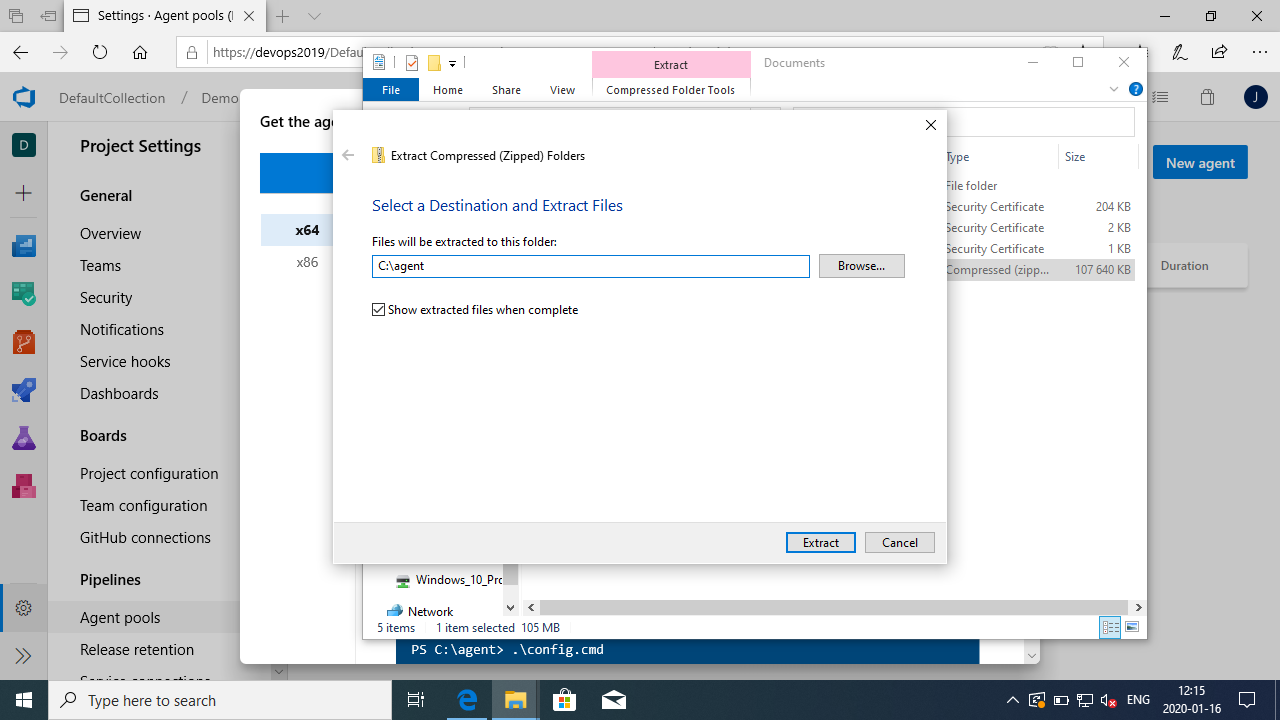 Settings · Agent pools (
https://devops2019/Defau
DefaultCollection / Demo
J
Get the age
D
Project Settings
General
Overview
Teams
Security
Notifications
Service hooks
Dashboards
Boards
Project configuration
Team configuration
GitHub connections
Pipelines
Agent pools
Release retention
x64
x86
New agent
Duration
Extract
Documents
File
Home
Share
View
Compressed Folder Tools
?
Type
Size
File folder
Security Certificate 204 KB
Security Certificate 2 KB
Security Certificate 1 KB
Compressed (zipp... 107 640 KB
Extract Compressed (Zipped) Folders
Select a Destination and Extract Files
Files will be extracted to this folder:
C:\agent
Browse...
Show extracted files when complete
Extract
Cancel
Windows_10_Pro
Network
5 items
1 item selected 105 MB
PS C:\agent> .\config.cmd
Type here to search
ENG
12:15
2020-01-16